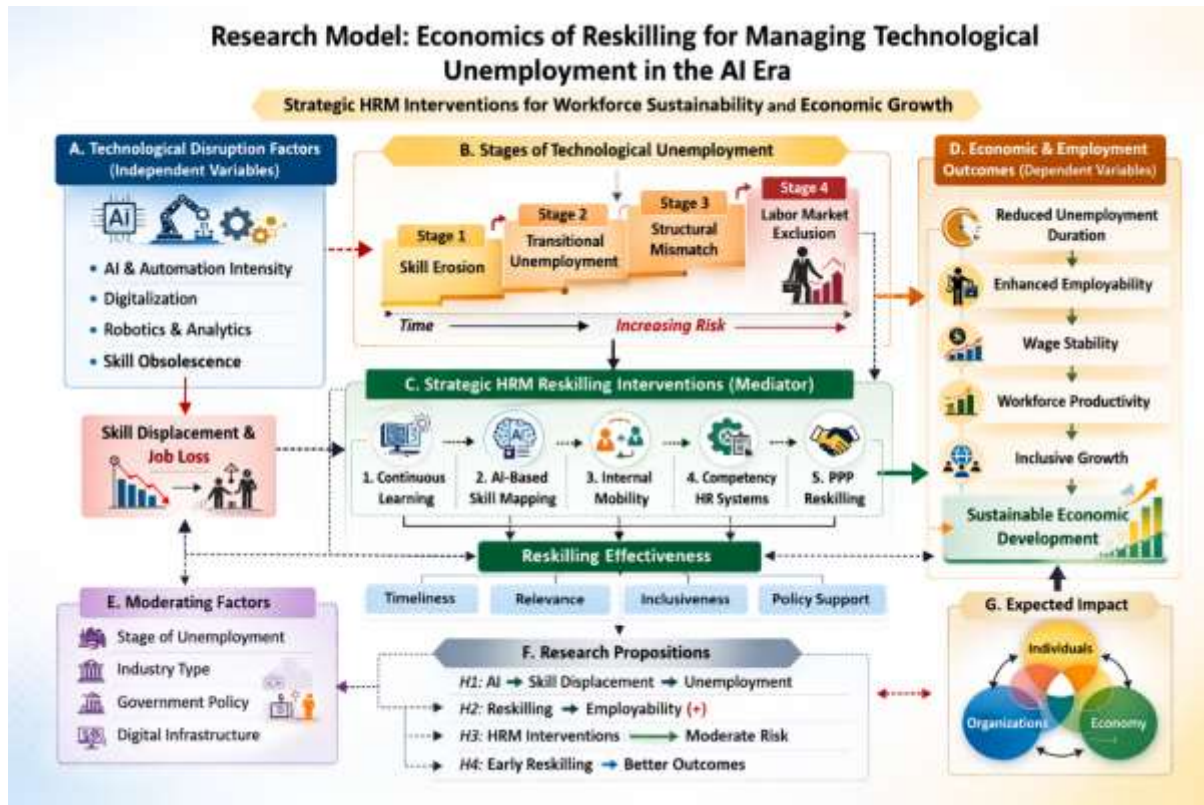 Research Model: Economics of Reskilling for Managing Technological
Unemployment in the AI Era
Strategic HRM Interventions for Workforce Sustainability and Economic Growth
A. Technological Disruption Factors
(Independent Variables)
Ai
• AI & Automation Intensity
• Digitalization
• Robotics & Analytics
• Skill Obsolescence
Skill Displacement &
Job Loss
B. Stages of Technological Unemployment
Stage 1
Skill Erosion
Stage 2
Transitional
Unemployment
Stage 3
Structural
Mismatch
Stage 4
Labor Market
Exclusion
Time
Increasing Risk
C. Strategic HRM Reskilling Interventions (Mediator)
AI
1. Continuous
Learning
2. AI-Based
Skill Mapping
3. Internal
Mobility
4. Competency
HR Systems
5. PPP
Reskilling
Reskilling Effectiveness
Timeliness
Relevance
Inclusiveness
Policy Support
D. Economic & Employment
Outcomes (Dependent Variables)
Reduced Unemployment
Duration
Enhanced Employability
$
Wage Stability
Workforce Productivity
Inclusive Growth
Sustainable Economic
Development
E. Moderating Factors
Stage of Unemployment
Industry Type
Government Policy
Digital Infrastructure
F. Research Propositions
H1: AI → Skill Displacement → Unemployment
H2: Reskilling → Employability (+)
H3: HRM Interventions → Moderate Risk
H4: Early Reskilling → Better Outcomes
G. Expected Impact
Individuals
Organizations
Economy